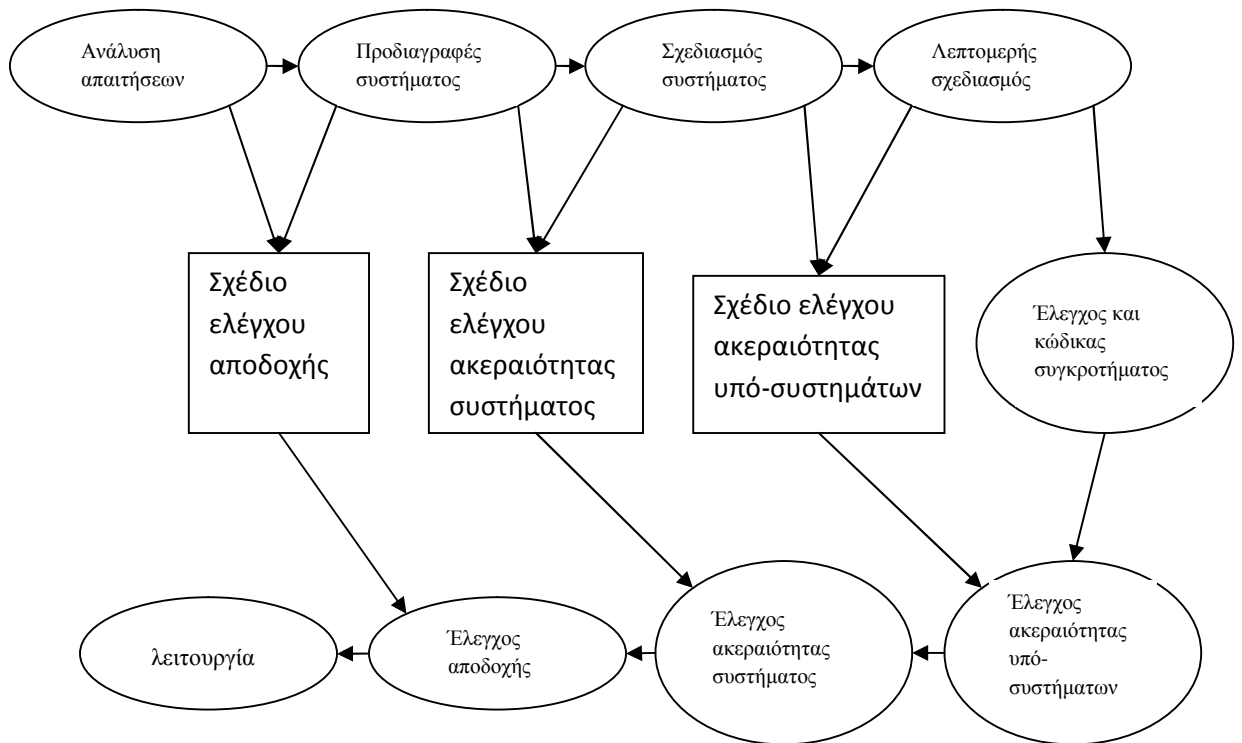 Ανάλυση
απαιτήσεων
Προδιαγραφές
συστήματος
Σχεδιασμός
συστήματος
Λεπτομερής
σχεδιασμός
Σχέδιο
ελέγχου
αποδοχής
Σχέδιο
ελέγχου
ακεραιότητας
συστήματος
Σχέδιο ελέγχου
ακεραιότητας
υπό-συστημάτων
Έλεγχος και
κώδικας
συγκροτήματος
λειτουργία
Έλεγχος
αποδοχής
Έλεγχος
ακεραιότητας
συστήματος
Έλεγχος
ακεραιότητας
υπό-
συστήματων